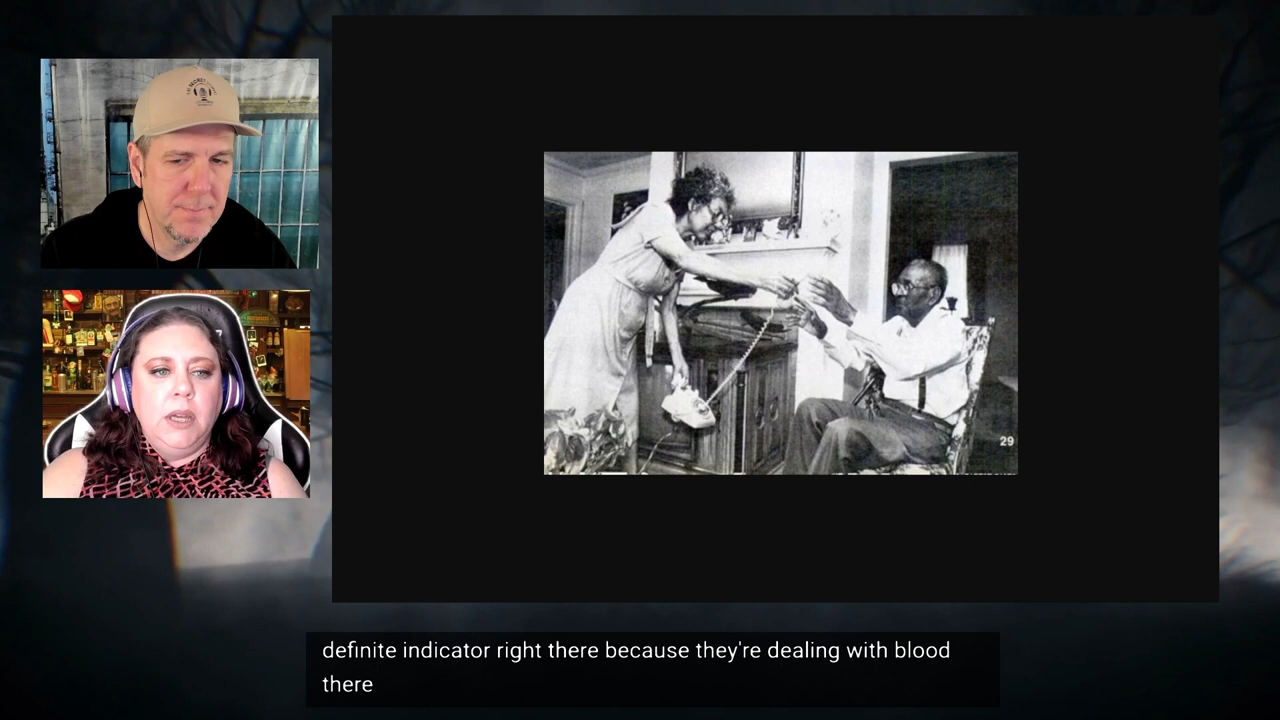 29
definite indicator right there because they're dealing with blood
there